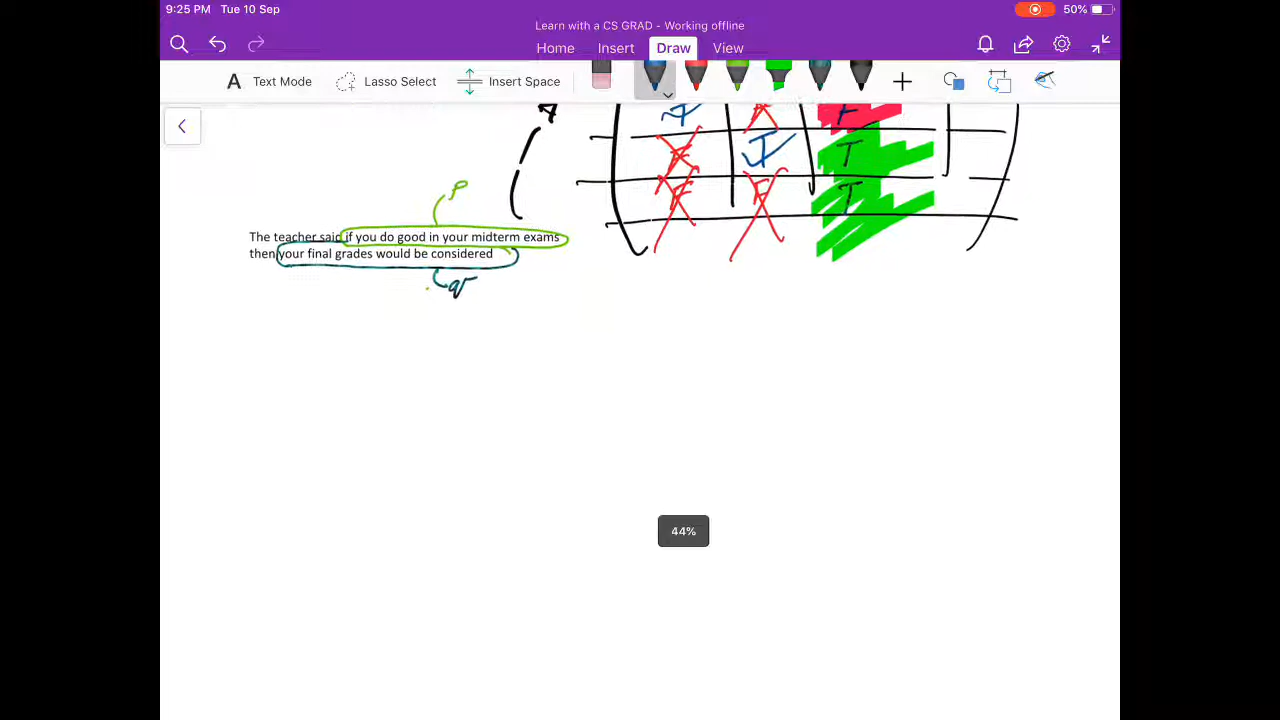 9:25 PM Tue 10 Sep
50%
Learn with a CS GRAD - Working offline
Home Insert Draw View
A Text Mode Lasso Select Insert Space
F
T
F F T
P
The teacher said if you do good in your midterm exams
then your final grades would be considered
q
44%